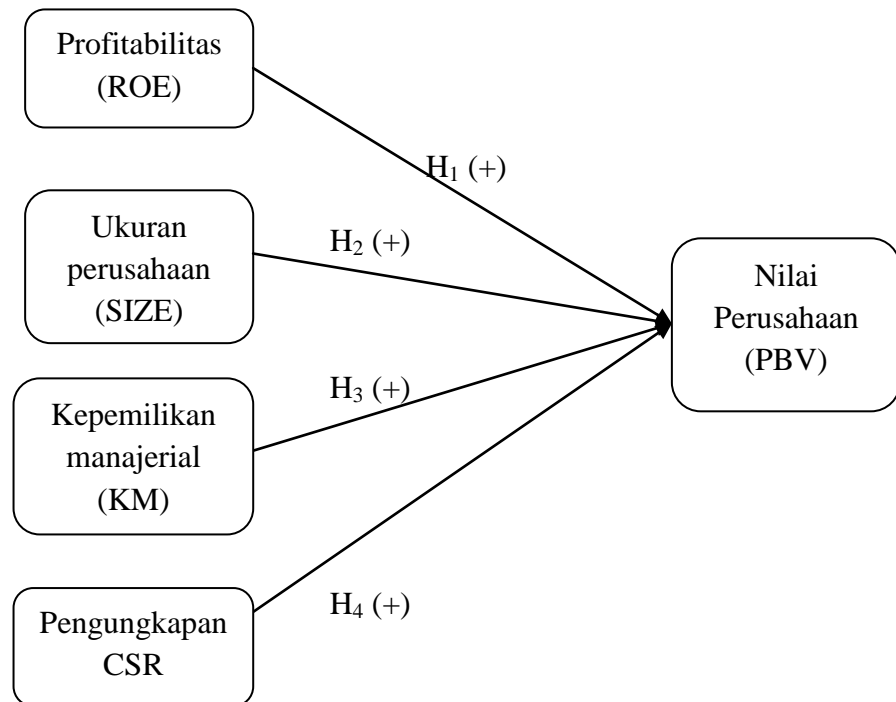 Profitabilitas
(ROE)
H₁ (+)
Ukuran
perusahaan
(SIZE)
H₂ (+)
Nilai
Perusahaan
(PBV)
Kepemilikan
manajerial
(KM)
H₃ (+)
Pengungkapan
CSR
H₄ (+)